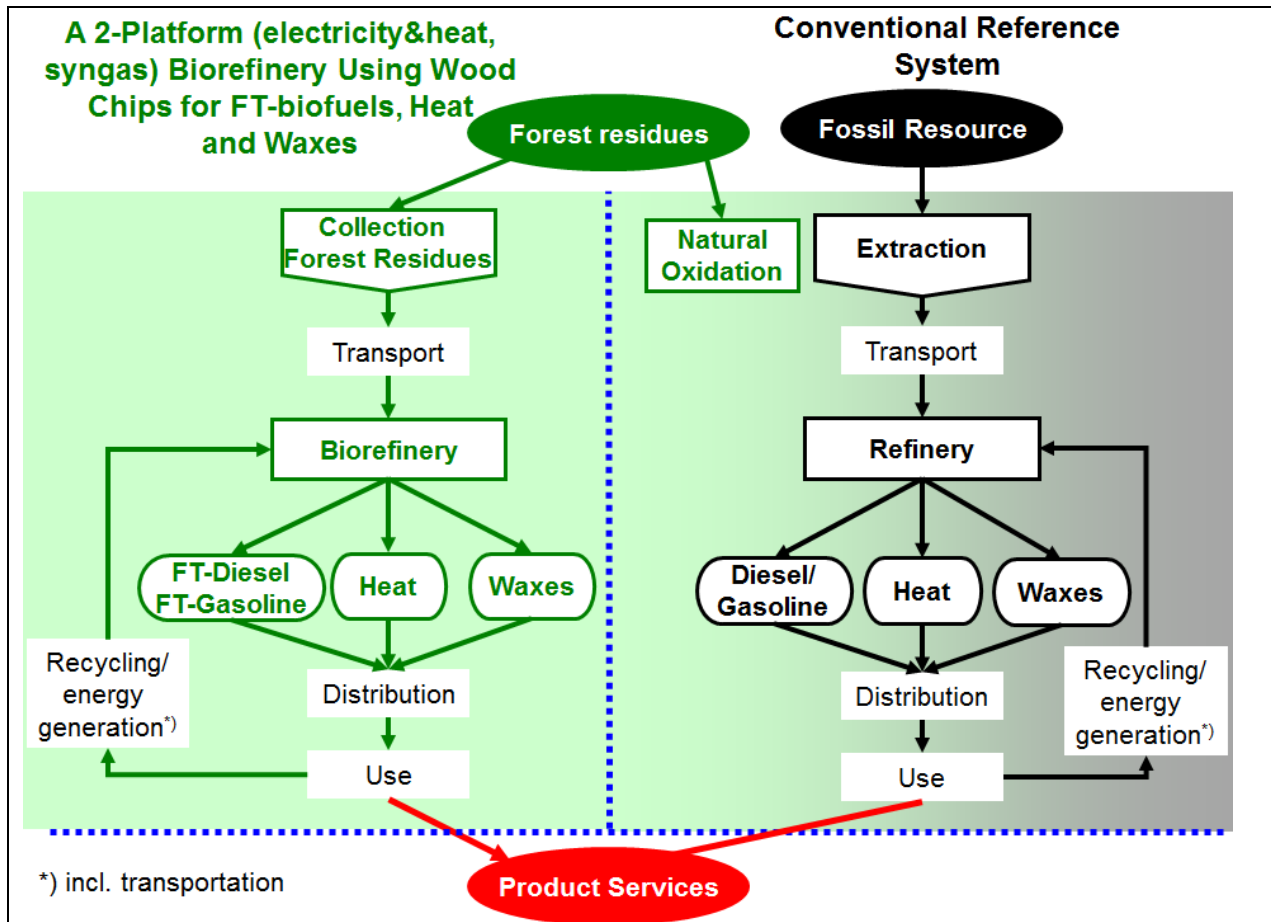 A 2-Platform (electricity&heat,
syngas) Biorefinery Using Wood
Chips for FT-biofuels, Heat
and Waxes
Conventional Reference
System
Forest residues
Fossil Resource
Collection
Forest Residues
Natural
Oxidation
Extraction
Transport
Transport
Biorefinery
Refinery
FT-Diesel
FT-Gasoline
Heat
Waxes
Diesel/
Gasoline
Heat
Waxes
Recycling/
energy
generation*)
Distribution
Distribution
Recycling/
energy
generation*)
Use
Use
*) incl. transportation
Product Services